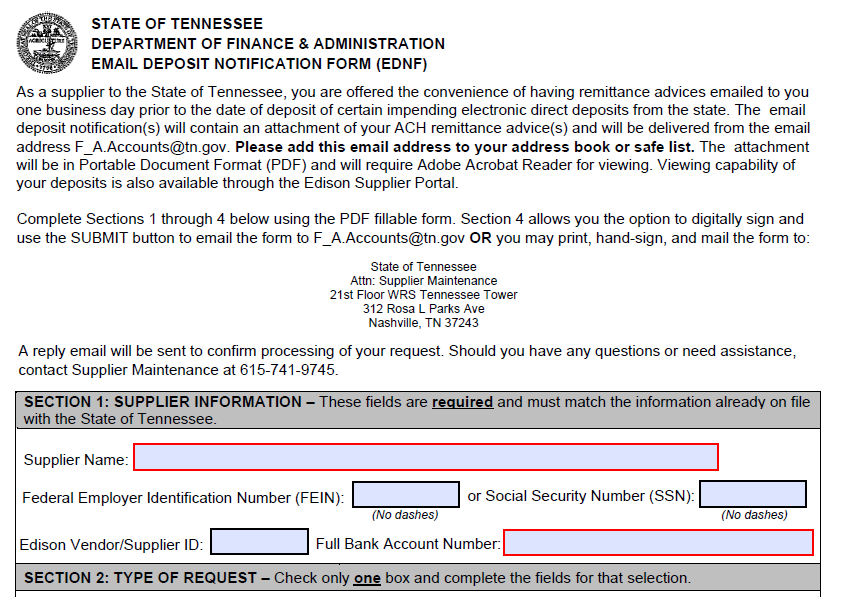 STATE OF TENNESSEE
DEPARTMENT OF FINANCE & ADMINISTRATION
EMAIL DEPOSIT NOTIFICATION FORM (EDNF)
As a supplier to the State of Tennessee, you are offered the convenience of having remittance advices emailed to you
one business day prior to the date of deposit of certain impending electronic direct deposits from the state. The email
deposit notification(s) will contain an attachment of your ACH remittance advice(s) and will be delivered from the email
address F_A.Accounts@tn.gov. Please add this email address to your address book or safe list. The attachment
will be in Portable Document Format (PDF) and will require Adobe Acrobat Reader for viewing. Viewing capability of
your deposits is also available through the Edison Supplier Portal.
Complete Sections 1 through 4 below using the PDF fillable form. Section 4 allows you the option to digitally sign and
use the SUBMIT button to email the form to F_A.Accounts@tn.gov OR you may print, hand-sign, and mail the form to:
State of Tennessee
Attn: Supplier Maintenance
21st Floor WRS Tennessee Tower
312 Rosa L Parks Ave
Nashville, TN 37243
A reply email will be sent to confirm processing of your request. Should you have any questions or need assistance,
contact Supplier Maintenance at 615-741-9745.
SECTION 1: SUPPLIER INFORMATION – These fields are required and must match the information already on file
with the State of Tennessee.
Supplier Name:
Federal Employer Identification Number (FEIN): or Social Security Number (SSN):
(No dashes) (No dashes)
Edison Vendor/Supplier ID: Full Bank Account Number:
SECTION 2: TYPE OF REQUEST – Check only one box and complete the fields for that selection.